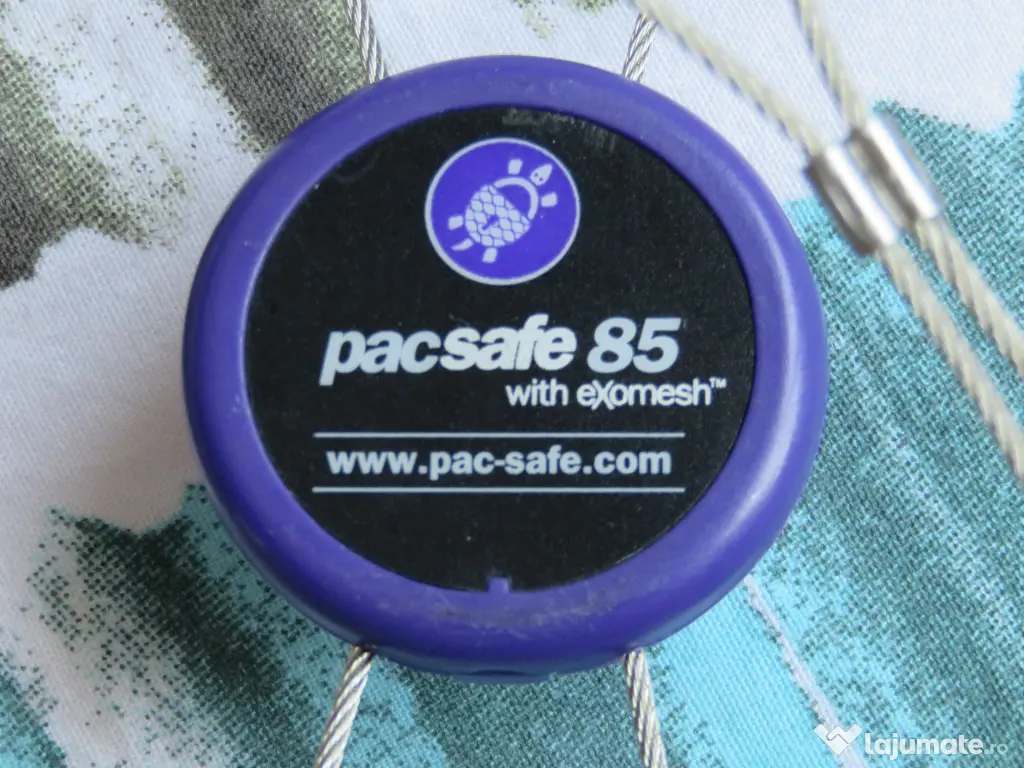 pacsafe 85
with eXomesh™
www.pac-safe.com
lajumate.ro